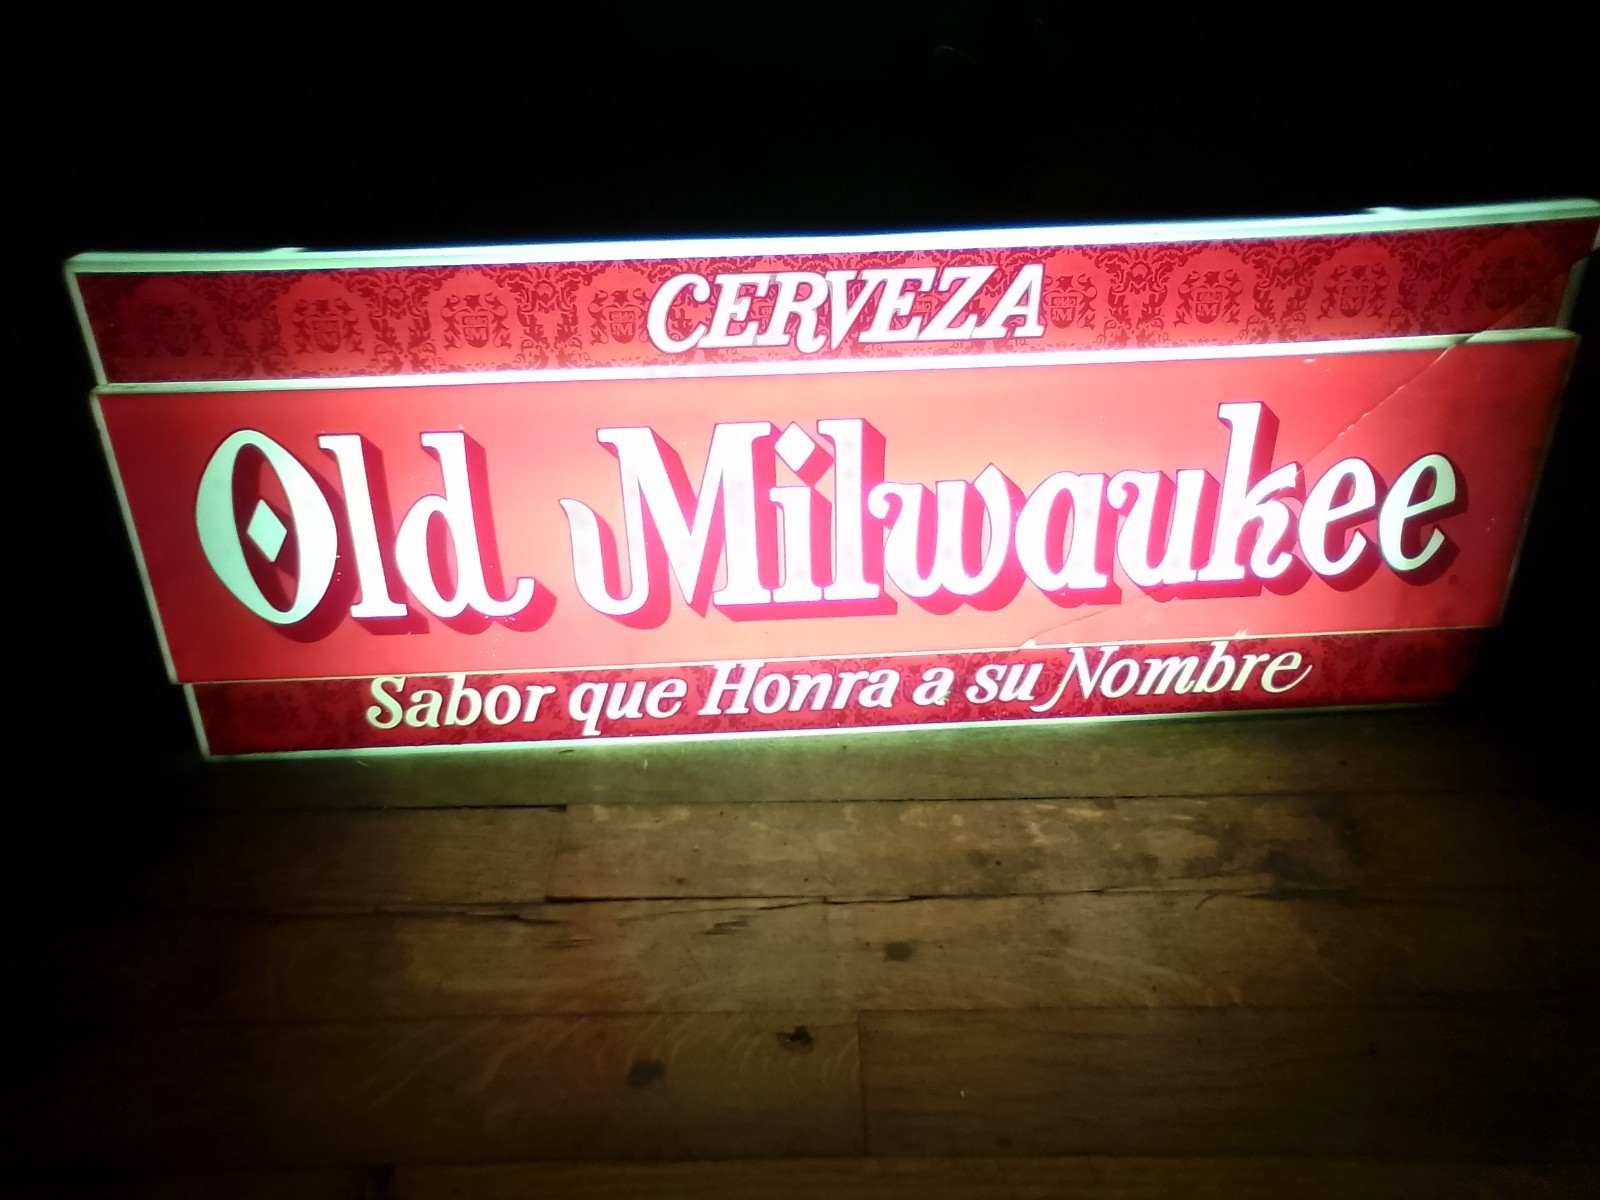 CERVEZA
Old Milwaukee
Sabor que Honra a su Nombre